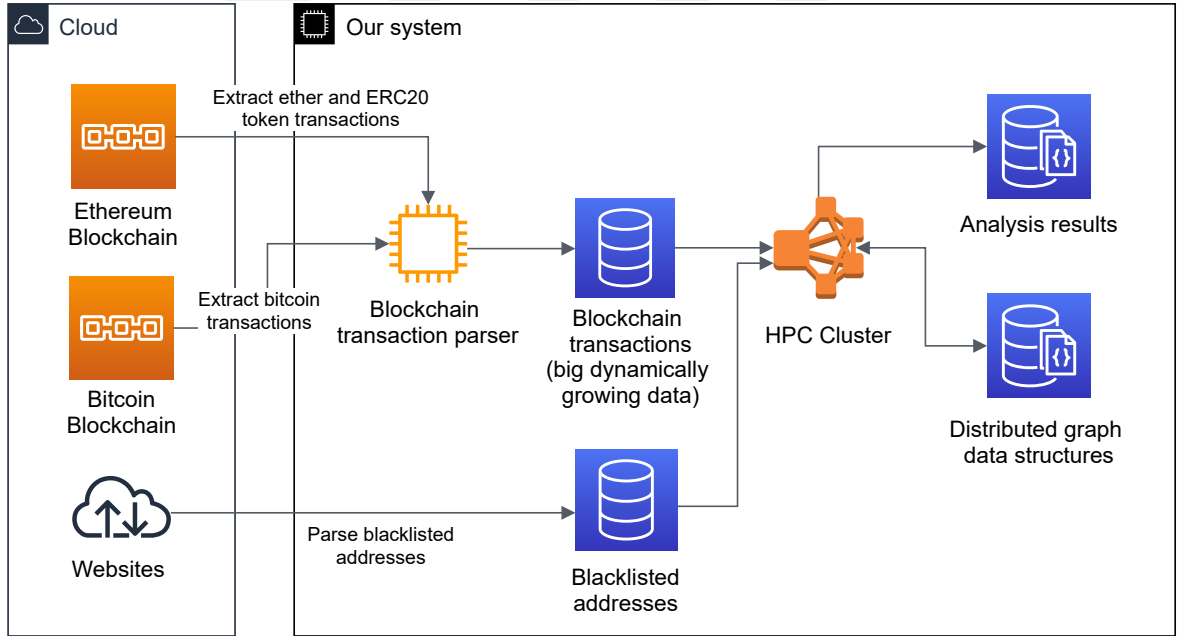 Cloud
Our system
Extract ether and ERC20
token transactions
Ethereum
Blockchain
Extract bitcoin
transactions
Bitcoin
Blockchain
Blockchain
transaction parser
Blockchain
transactions
(big dynamically
growing data)
HPC Cluster
{}
Analysis results
{}
Distributed graph
data structures
Websites
Parse blacklisted
addresses
Blacklisted
addresses